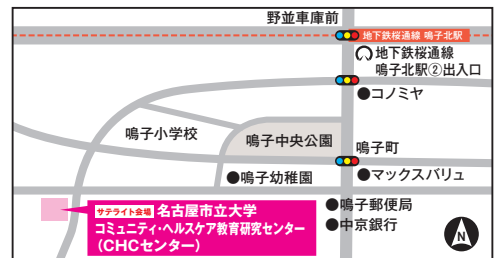 野並車庫前
地下鉄桜通線 鳴子北駅
地下鉄桜通線
鳴子北駅②出入口
●コノミヤ
鳴子小学校
鳴子中央公園
鳴子町
●鳴子幼稚園
●マックスバリュ
サテライト会場 名古屋市立大学
コミュニティ・ヘルスケア教育研究センター
（CHCセンター）
●鳴子郵便局
●中京銀行
N